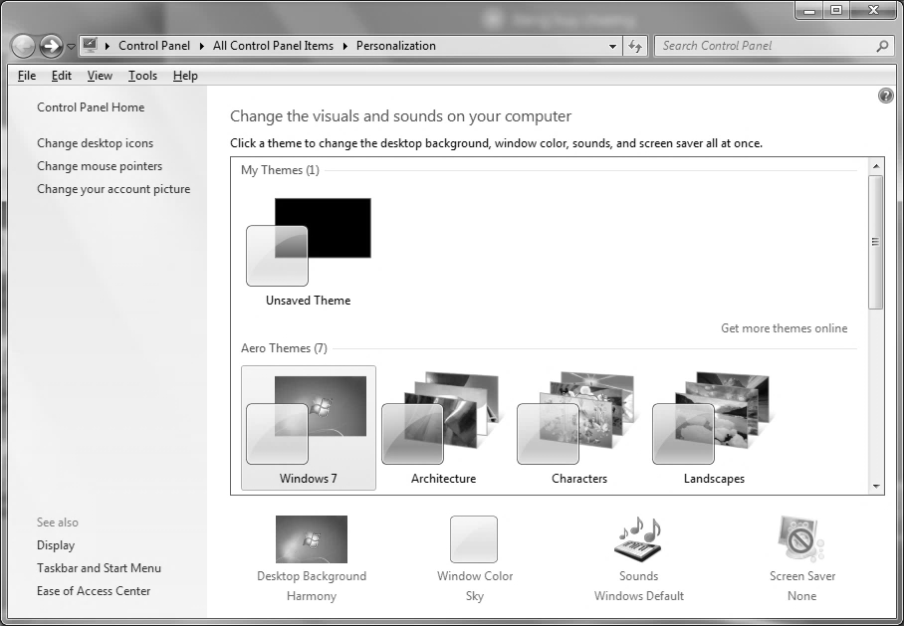 Control Panel All Control Panel Items Personalization
Search Control Panel
File Edit View Tools Help
Control Panel Home
Change desktop icons
Change mouse pointers
Change your account picture
See also
Display
Taskbar and Start Menu
Ease of Access Center
Change the visuals and sounds on your computer
Click a theme to change the desktop background, window color, sounds, and screen saver all at once.
My Themes (1)
Unsaved Theme
Get more themes online
Aero Themes (7)
Windows 7 Architecture Characters Landscapes
Desktop Background Window Color Sounds Screen Saver
Harmony Sky Windows Default None